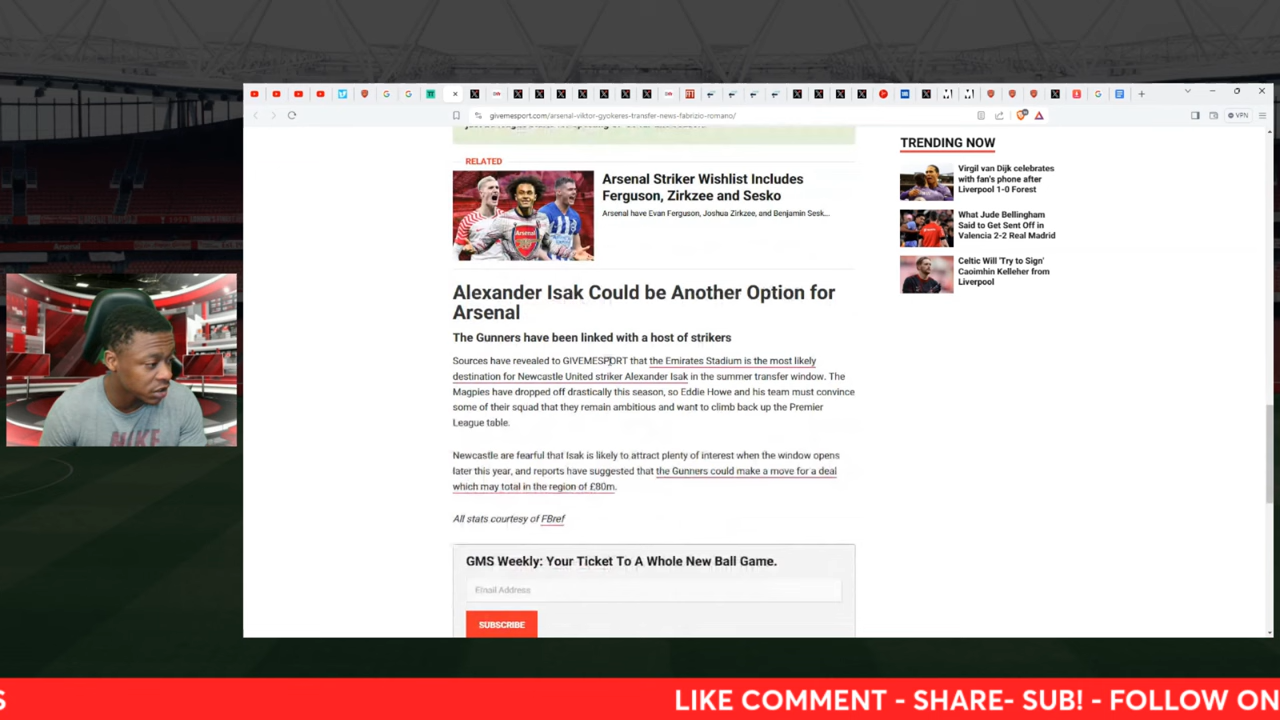 givemesport.com/arsenal-viktor-gyokeres-transfer-news-fabrizio-romano/
VPN
RELATED
Arsenal Striker Wishlist Includes
Ferguson, Zirkzee and Sesko
Arsenal have Evan Ferguson, Joshua Zirkzee, and Benjamin Sesk...
Alexander Isak Could be Another Option for
Arsenal
The Gunners have been linked with a host of strikers
Sources have revealed to GIVEMESPORT that the Emirates Stadium is the most likely
destination for Newcastle United striker Alexander Isak in the summer transfer window. The
Magpies have dropped off drastically this season, so Eddie Howe and his team must convince
some of their squad that they remain ambitious and want to climb back up the Premier
League table.
Newcastle are fearful that Isak is likely to attract plenty of interest when the window opens
later this year, and reports have suggested that the Gunners could make a move for a deal
which may total in the region of £80m.
All stats courtesy of FBref
GMS Weekly: Your Ticket To A Whole New Ball Game.
Email Address
SUBSCRIBE
TRENDING NOW
Virgil van Dijk celebrates
with fan's phone after
Liverpool 1-0 Forest
What Jude Bellingham
Said to Get Sent Off in
Valencia 2-2 Real Madrid
Celtic Will 'Try to Sign'
Caoimhin Kelleher from
Liverpool
NIKE
S
LIKE COMMENT - SHARE- SUB! - FOLLOW ON